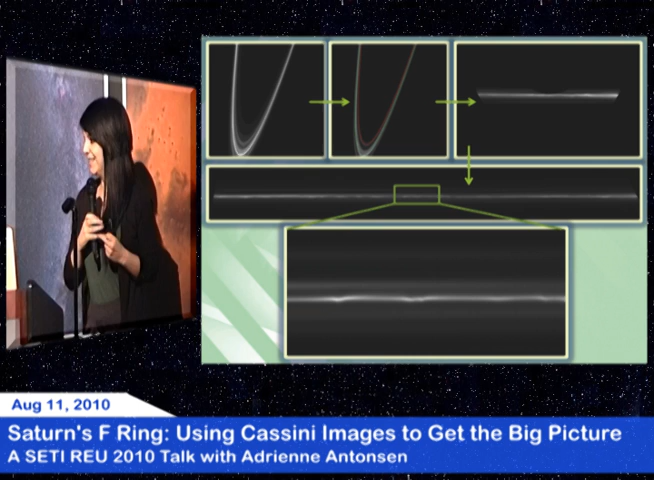 Aug 11, 2010
Saturn's F Ring: Using Cassini Images to Get the Big Picture
A SETI REU 2010 Talk with Adrienne Antonsen